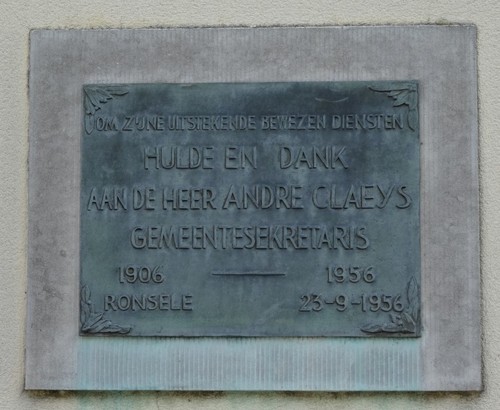 OM ZYNE UITSTEKENDE BEWEZEN DIENSTEN
HULDE EN DANK
AAN DE HEER ANDRE CLAEYS
GEMEENTESEKRETARIS
1906 — 1956
RONSELE 23-9-1956